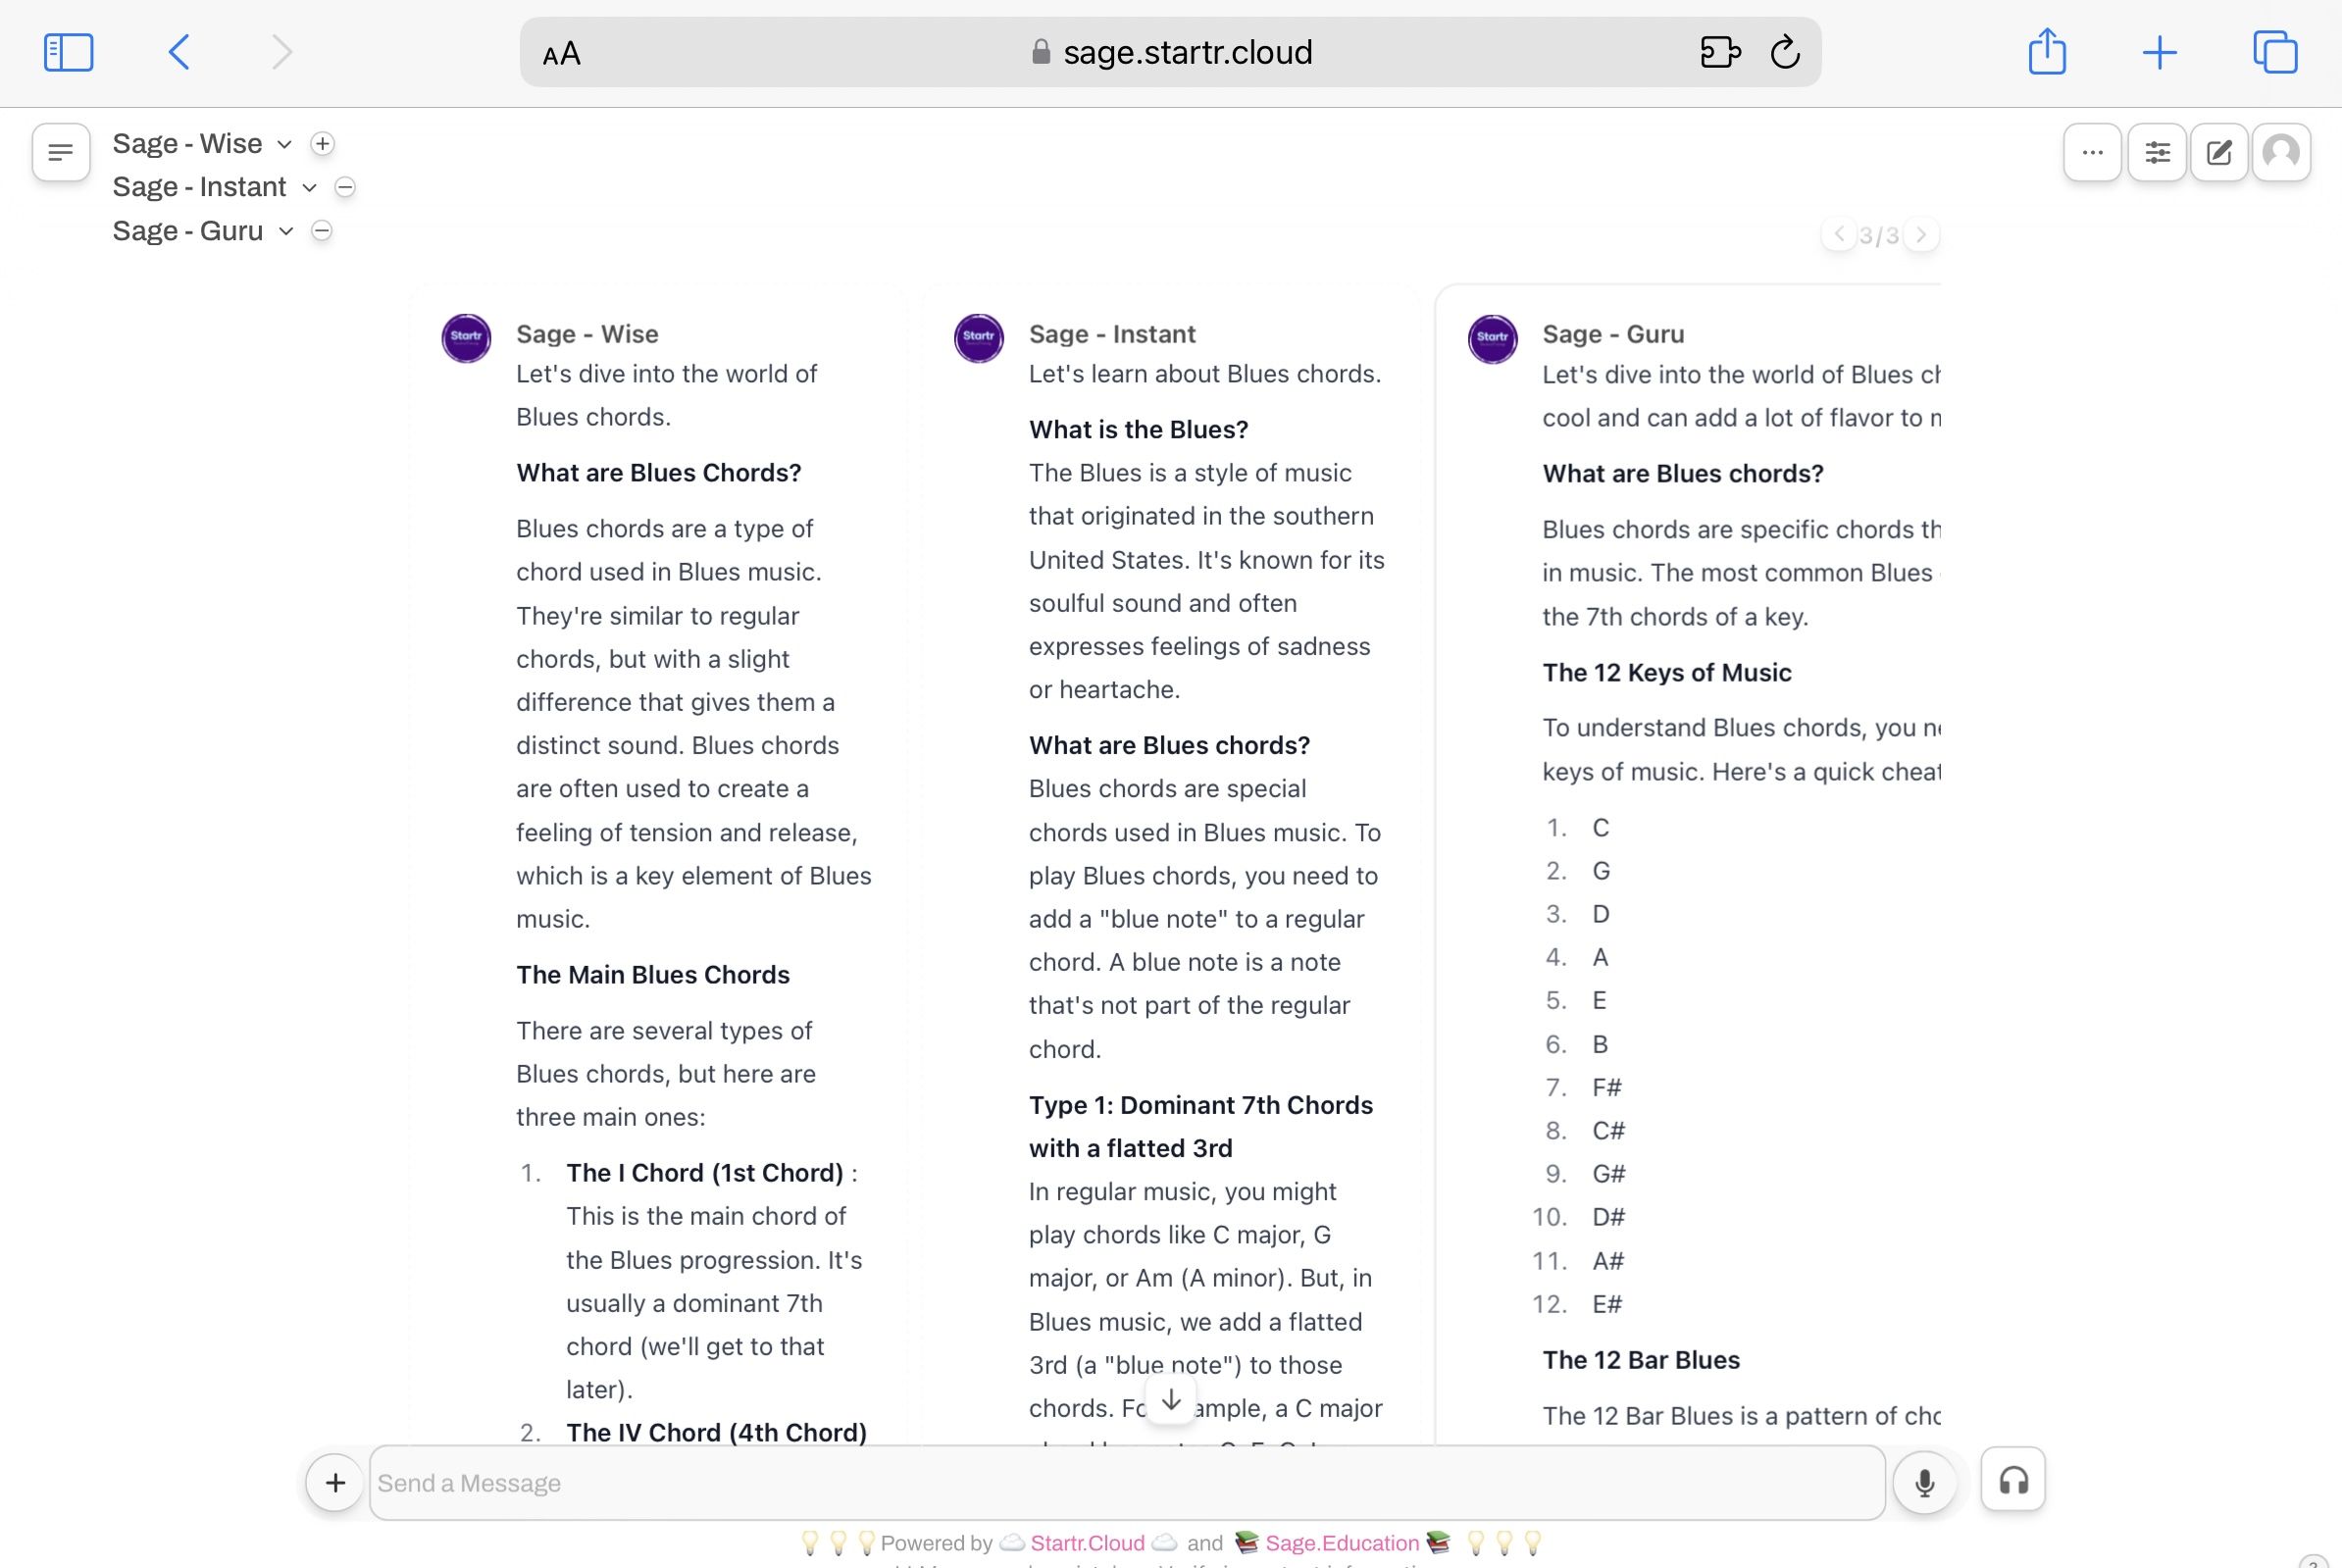 AA
sage.startr.cloud
Sage - Wise
Sage - Instant
Sage - Guru
3/3
Startr
Sage - Wise
Let's dive into the world of
Blues chords.
What are Blues Chords?
Blues chords are a type of
chord used in Blues music.
They're similar to regular
chords, but with a slight
difference that gives them a
distinct sound. Blues chords
are often used to create a
feeling of tension and release,
which is a key element of Blues
music.
The Main Blues Chords
There are several types of
Blues chords, but here are
three main ones:
1. The I Chord (1st Chord) :
This is the main chord of
the Blues progression. It's
usually a dominant 7th
chord (we'll get to that
later).
2. The IV Chord (4th Chord)
Startr
Sage - Instant
Let's learn about Blues chords.
What is the Blues?
The Blues is a style of music
that originated in the southern
United States. It's known for its
soulful sound and often
expresses feelings of sadness
or heartache.
What are Blues chords?
Blues chords are special
chords used in Blues music. To
play Blues chords, you need to
add a "blue note" to a regular
chord. A blue note is a note
that's not part of the regular
chord.
Type 1: Dominant 7th Chords
with a flatted 3rd
In regular music, you might
play chords like C major, G
major, or Am (A minor). But, in
Blues music, we add a flatted
3rd (a "blue note") to those
chords. Fo ample, a C major
Startr
Sage - Guru
Let's dive into the world of Blues ch
cool and can add a lot of flavor to
What are Blues chords?
Blues chords are specific chords th
in music. The most common Blues
the 7th chords of a key.
The 12 Keys of Music
To understand Blues chords, you ne
keys of music. Here's a quick cheat
1. C
2. G
3. D
4. A
5. E
6. B
7. F#
8. C#
9. G#
10. D#
11. A#
12. E#
The 12 Bar Blues
The 12 Bar Blues is a pattern of cho
Send a Message
Powered by Startr.Cloud and Sage.Education